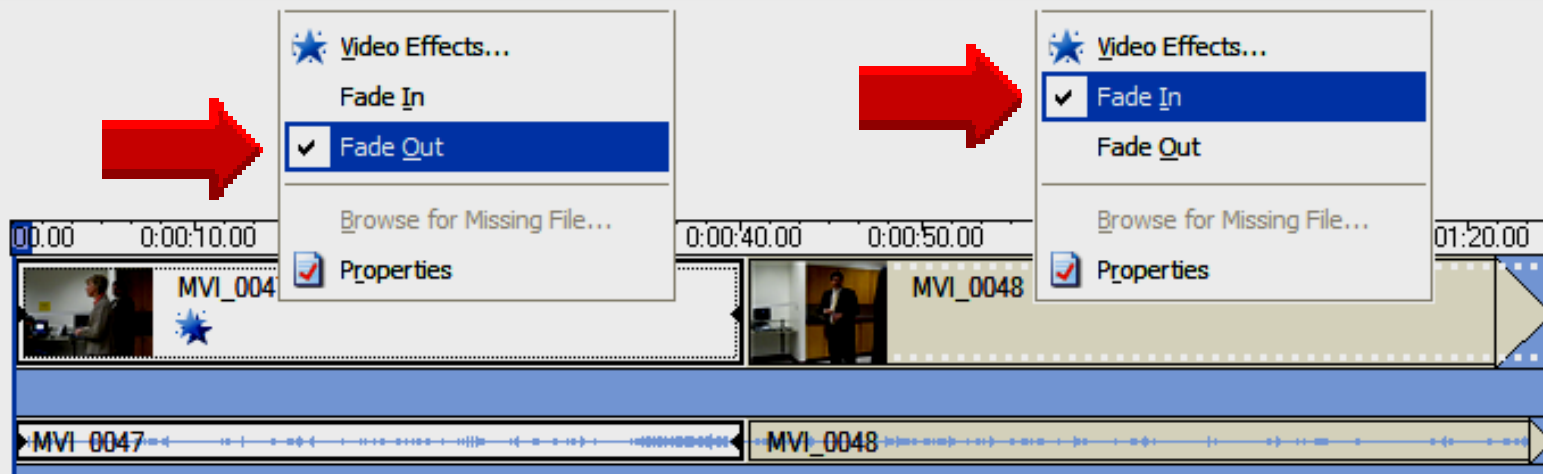 Video Effects...
Fade In
Fade Out
Browse for Missing File...
Properties
Video Effects...
Fade In
Fade Out
Browse for Missing File...
Properties
00.00 0:00:10.00 0:00:40.00 0:00:50.00 01:20.00
MVI_004 MVI_0048
MVI_0047 MVI_0048